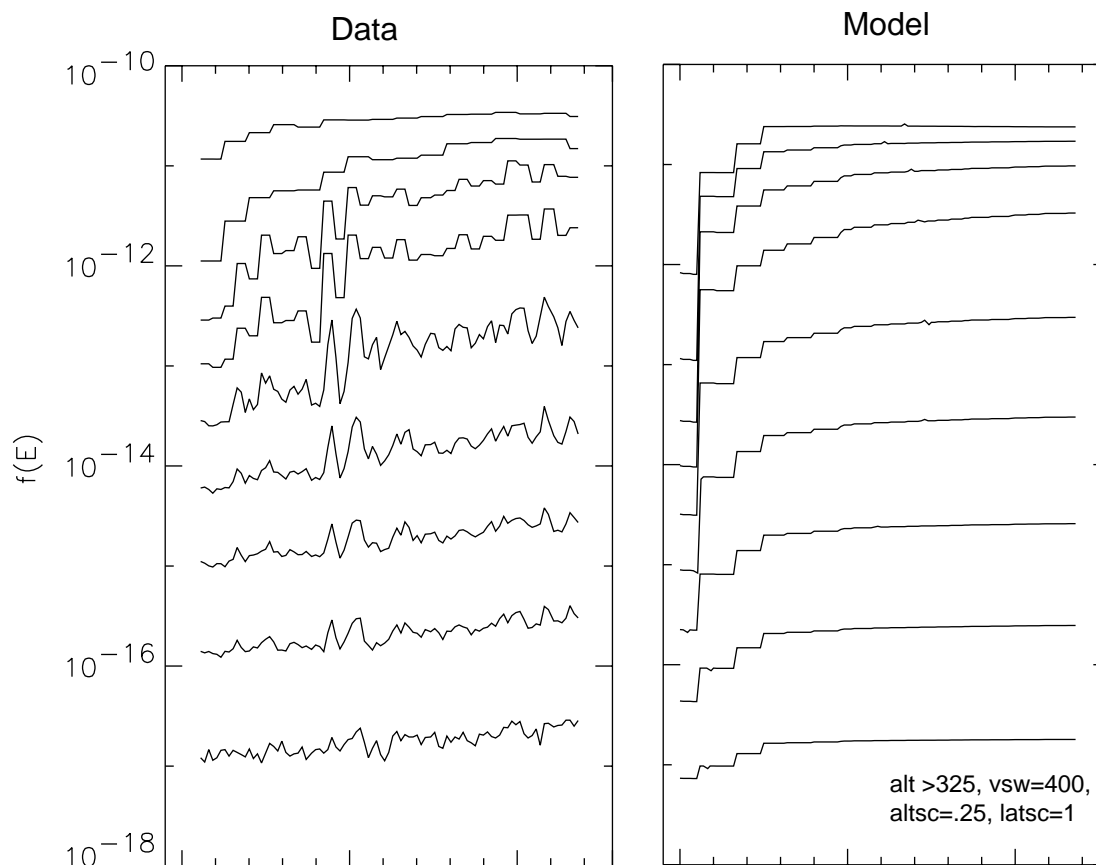 Data
Model
10−10
10−12
10−14
10−16
10−18
f(E)
alt >325, vsw=400,
altsc=.25, latsc=1